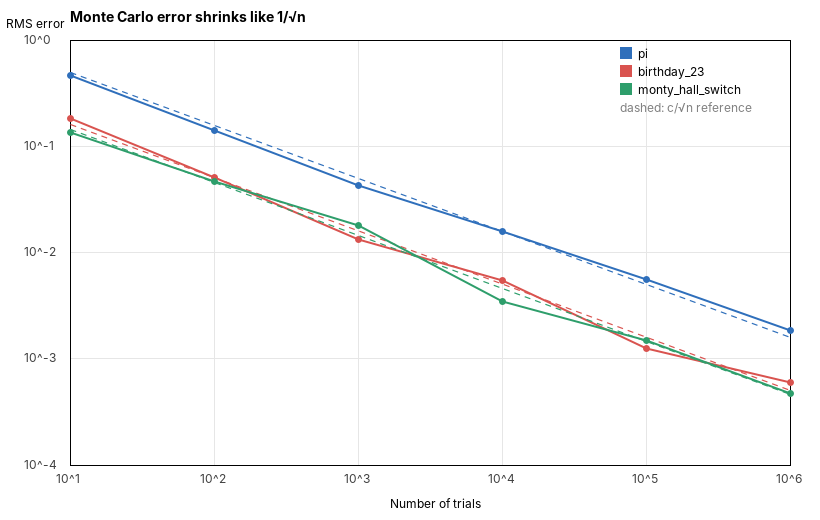 Monte Carlo error shrinks like 1/√n
RMS error
10^0
10^-1
10^-2
10^-3
10^-4
pi
birthday_23
monty_hall_switch
dashed: c/√n reference
10^1
10^2
10^3
10^4
10^5
10^6
Number of trials